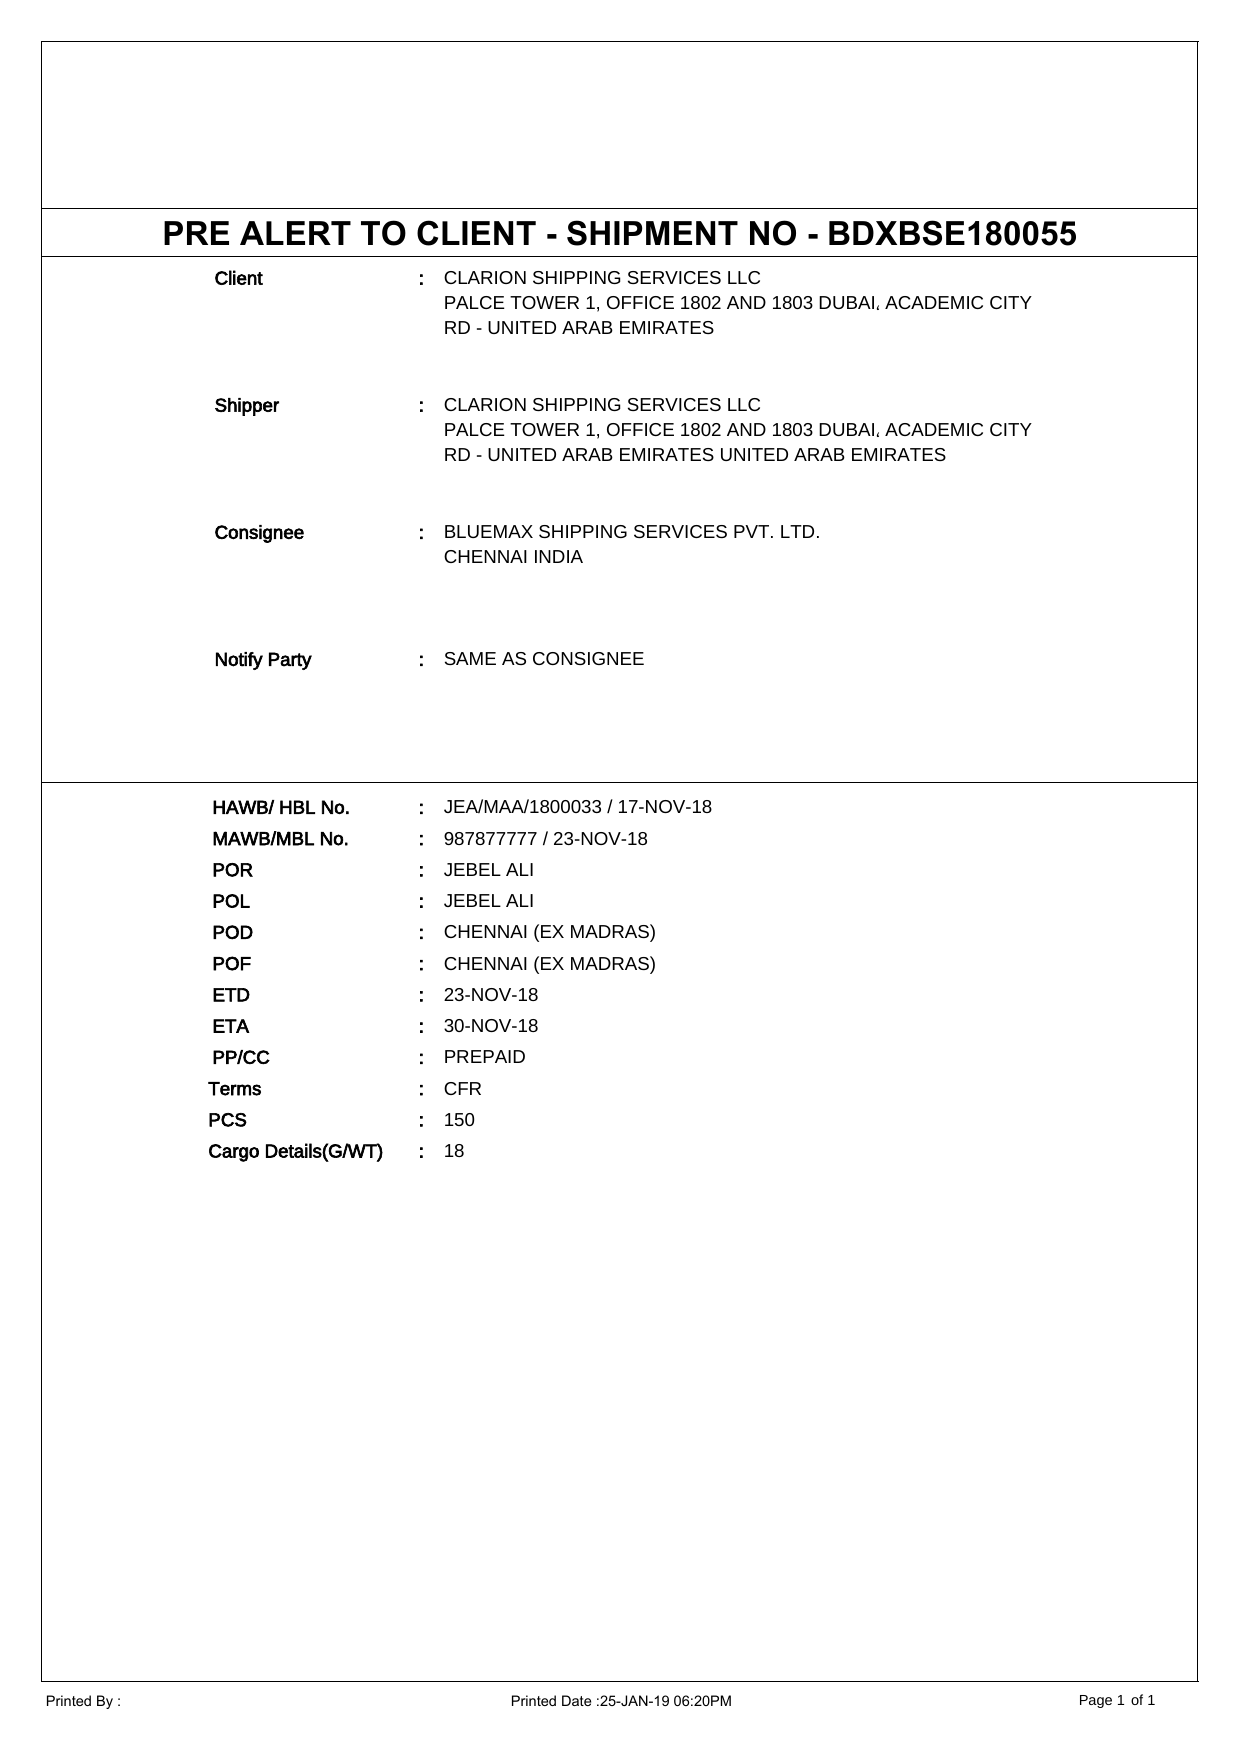 PRE ALERT TO CLIENT - SHIPMENT NO - BDXBSE180055
Client : CLARION SHIPPING SERVICES LLC
PALCE TOWER 1, OFFICE 1802 AND 1803 DUBAI, ACADEMIC CITY
RD - UNITED ARAB EMIRATES
Shipper : CLARION SHIPPING SERVICES LLC
PALCE TOWER 1, OFFICE 1802 AND 1803 DUBAI, ACADEMIC CITY
RD - UNITED ARAB EMIRATES UNITED ARAB EMIRATES
Consignee : BLUEMAX SHIPPING SERVICES PVT. LTD.
CHENNAI INDIA
Notify Party : SAME AS CONSIGNEE
HAWB/ HBL No. : JEA/MAA/1800033 / 17-NOV-18
MAWB/MBL No. : 987877777 / 23-NOV-18
POR : JEBEL ALI
POL : JEBEL ALI
POD : CHENNAI (EX MADRAS)
POF : CHENNAI (EX MADRAS)
ETD : 23-NOV-18
ETA : 30-NOV-18
PP/CC : PREPAID
Terms : CFR
PCS : 150
Cargo Details(G/WT) : 18
Printed By : Printed Date :25-JAN-19 06:20PM Page 1 of 1